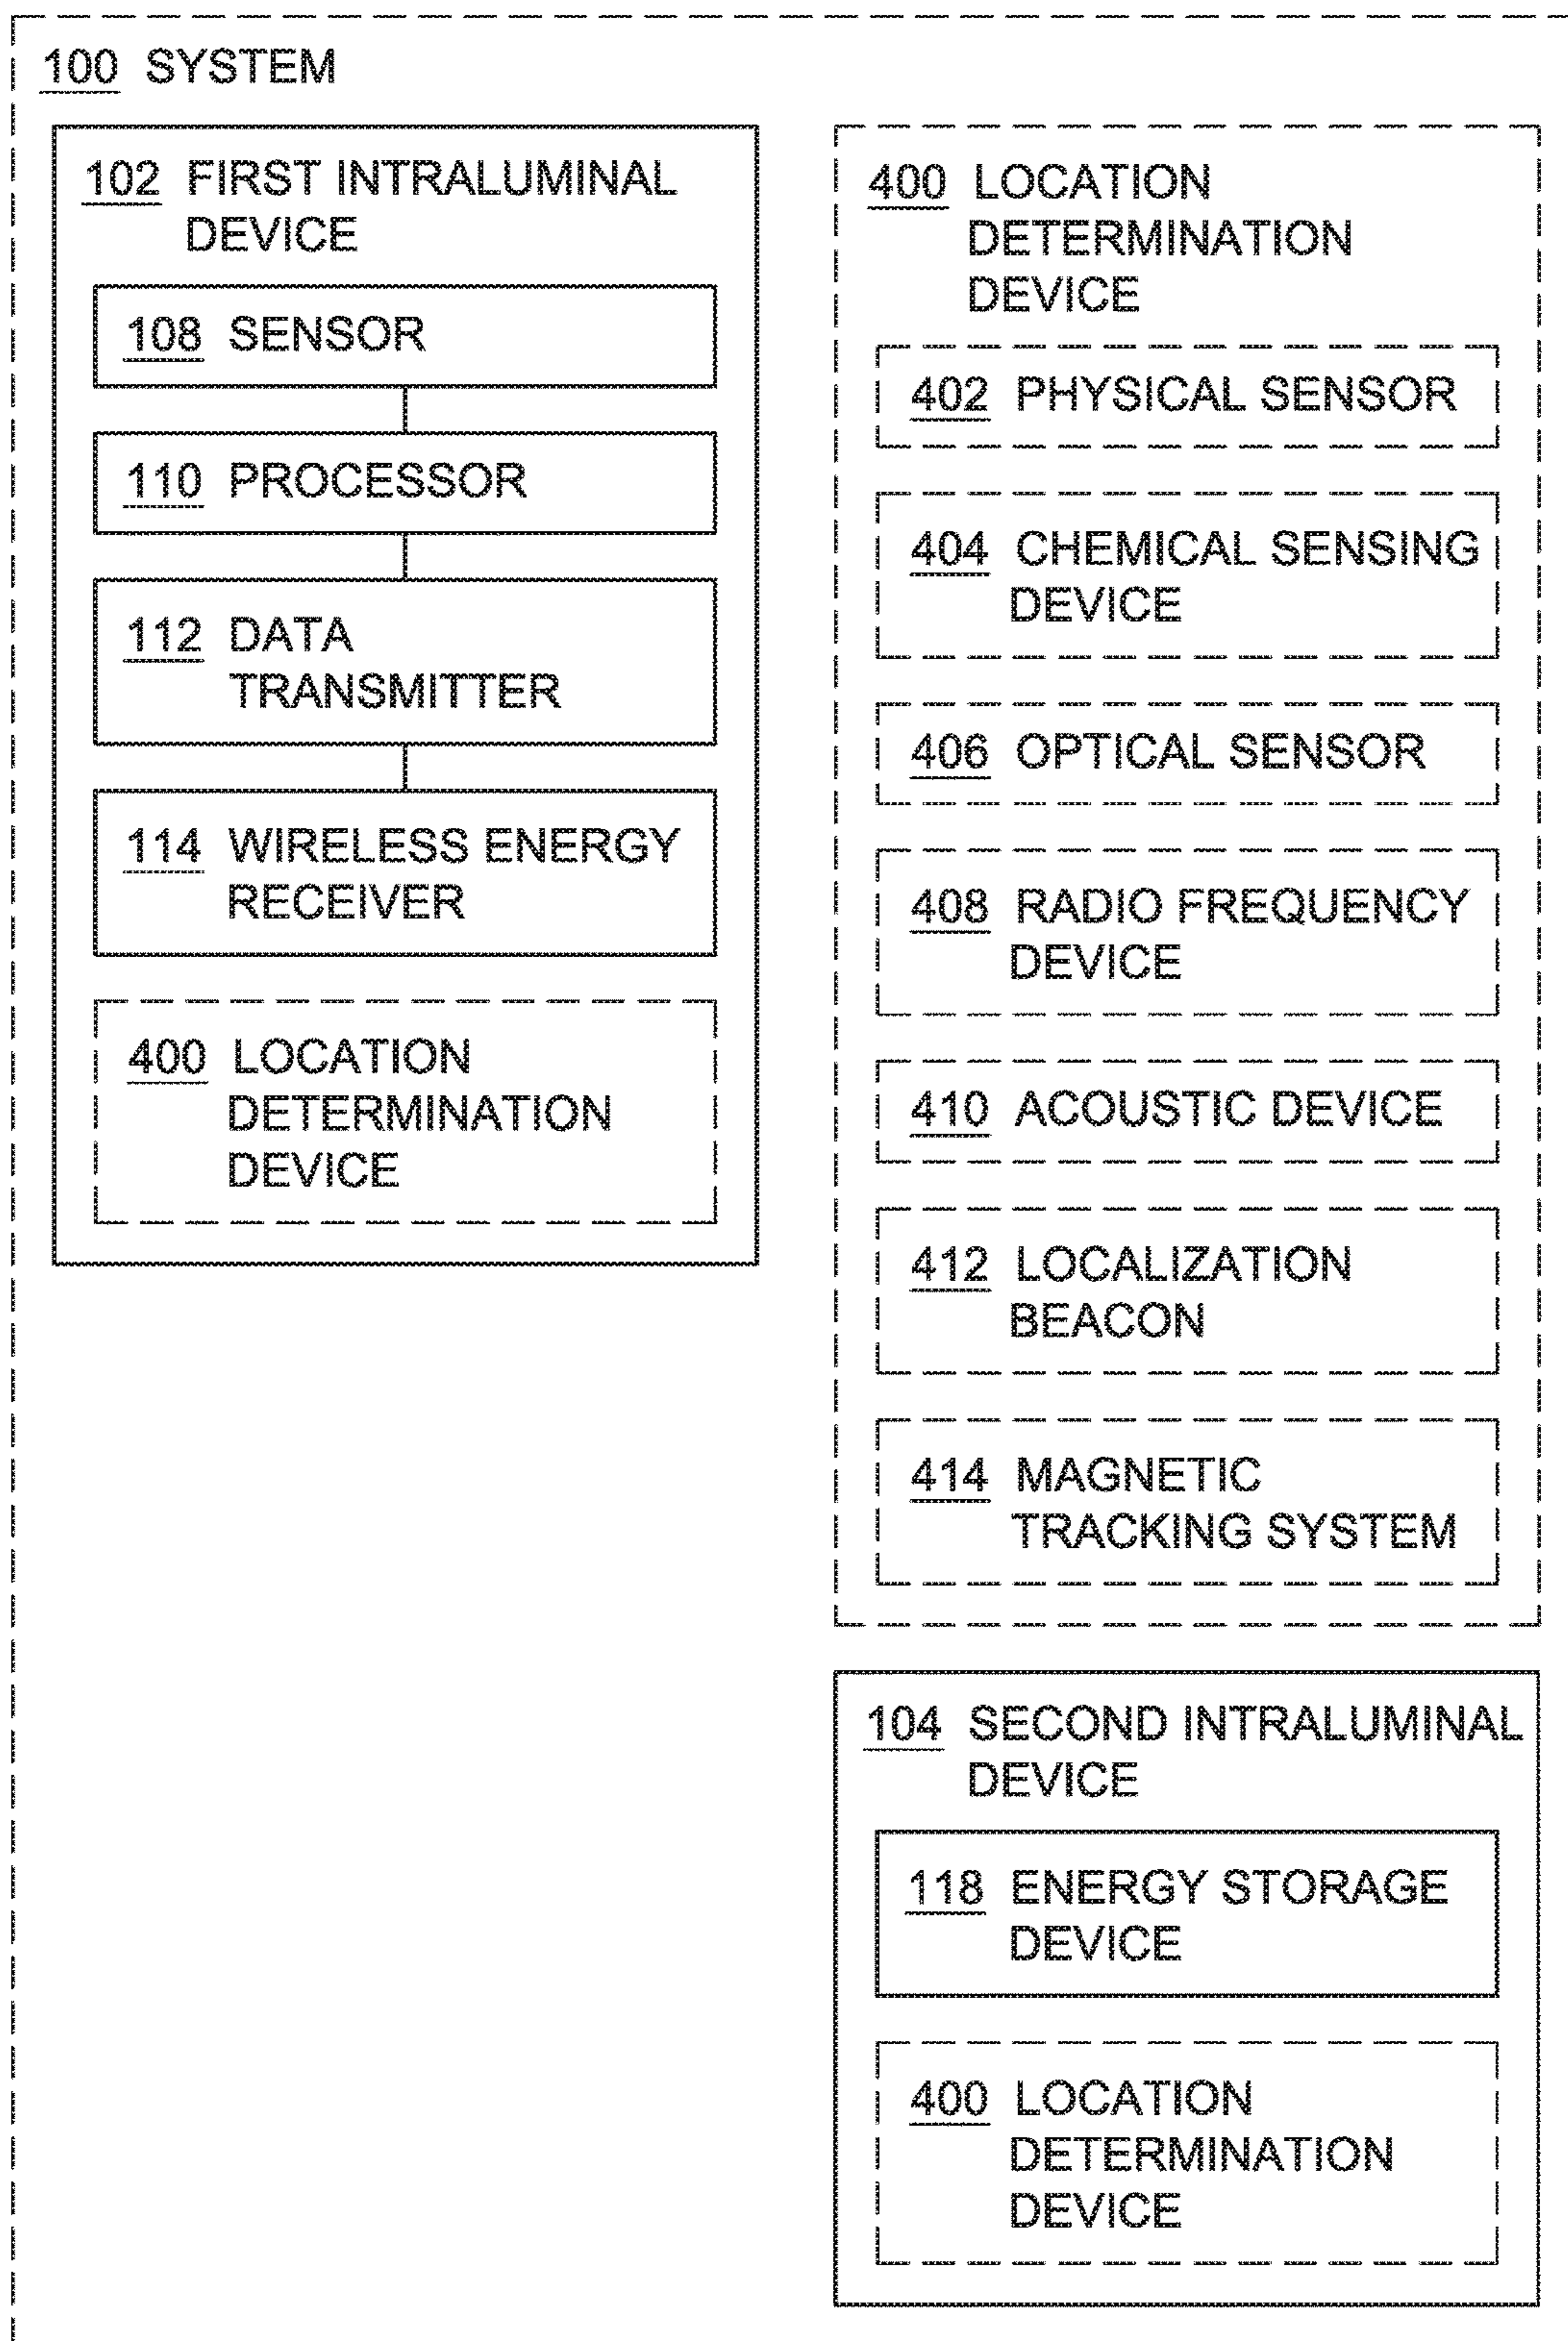 100 SYSTEM
102 FIRST INTRALUMINAL
DEVICE
108 SENSOR
110 PROCESSOR
112 DATA
TRANSMITTER
114 WIRELESS ENERGY
RECEIVER
400 LOCATION
DETERMINATION
DEVICE
400 LOCATION
DETERMINATION
DEVICE
402 PHYSICAL SENSOR
404 CHEMICAL SENSING
DEVICE
406 OPTICAL SENSOR
408 RADIO FREQUENCY
DEVICE
410 ACOUSTIC DEVICE
412 LOCALIZATION
BEACON
414 MAGNETIC
TRACKING SYSTEM
104 SECOND INTRALUMINAL
DEVICE
118 ENERGY STORAGE
DEVICE
400 LOCATION
DETERMINATION
DEVICE